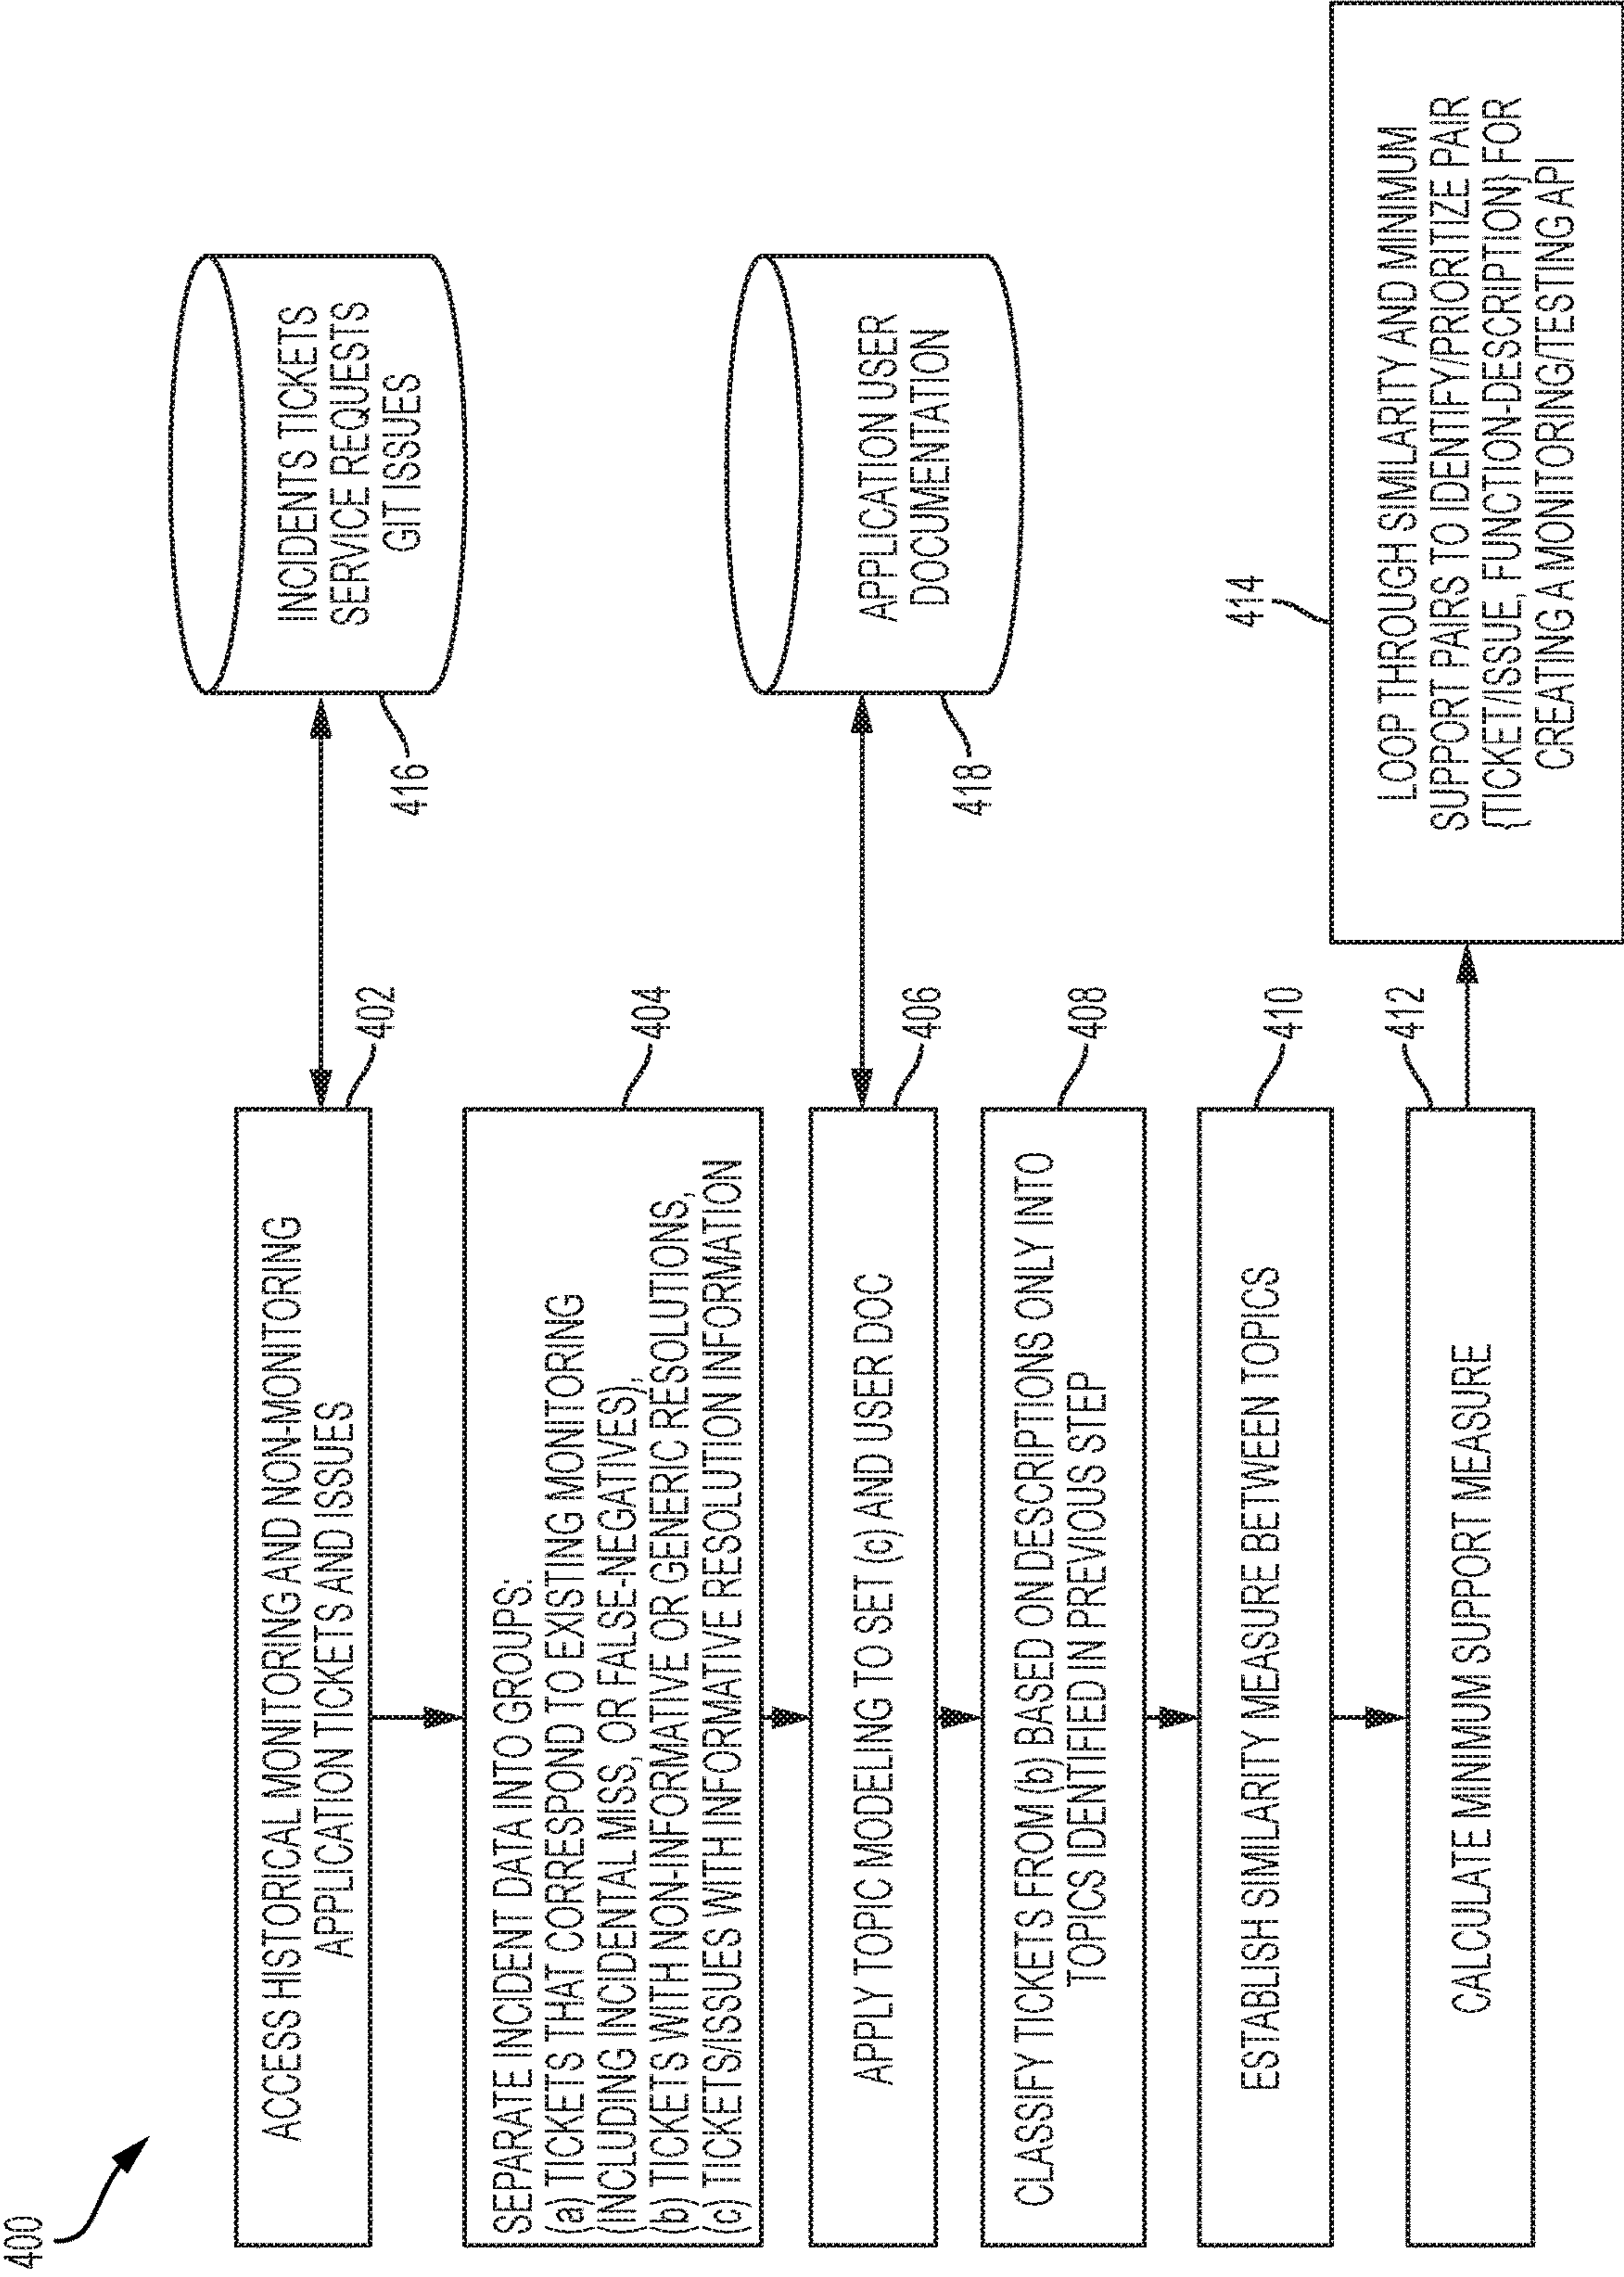 400
ACCESS HISTORICAL MONITORING AND NON-MONITORING
APPLICATION TICKETS AND ISSUES
402
INCIDENTS TICKETS
SERVICE REQUESTS
GIT ISSUES
416
SEPARATE INCIDENT DATA INTO GROUPS:
(a) TICKETS THAT CORRESPOND TO EXISTING MONITORING
(INCLUDING INCIDENTAL MISS, OR FALSE-NEGATIVES),
(b) TICKETS WITH NON-INFORMATIVE OR GENERIC RESOLUTIONS,
(c) TICKETS/ISSUES WITH INFORMATIVE RESOLUTION INFORMATION
404
APPLY TOPIC MODELING TO SET (c) AND USER DOC
406
APPLICATION USER
DOCUMENTATION
418
CLASSIFY TICKETS FROM (b) BASED ON DESCRIPTIONS ONLY INTO
TOPICS IDENTIFIED IN PREVIOUS STEP
408
ESTABLISH SIMILARITY MEASURE BETWEEN TOPICS
410
CALCULATE MINIMUM SUPPORT MEASURE
412
414
LOOP THROUGH SIMILARITY AND MINIMUM
SUPPORT PAIRS TO IDENTIFY/PRIORITIZE PAIR
{TICKET/ISSUE, FUNCTION-DESCRIPTION} FOR
CREATING A MONITORING/TESTING API